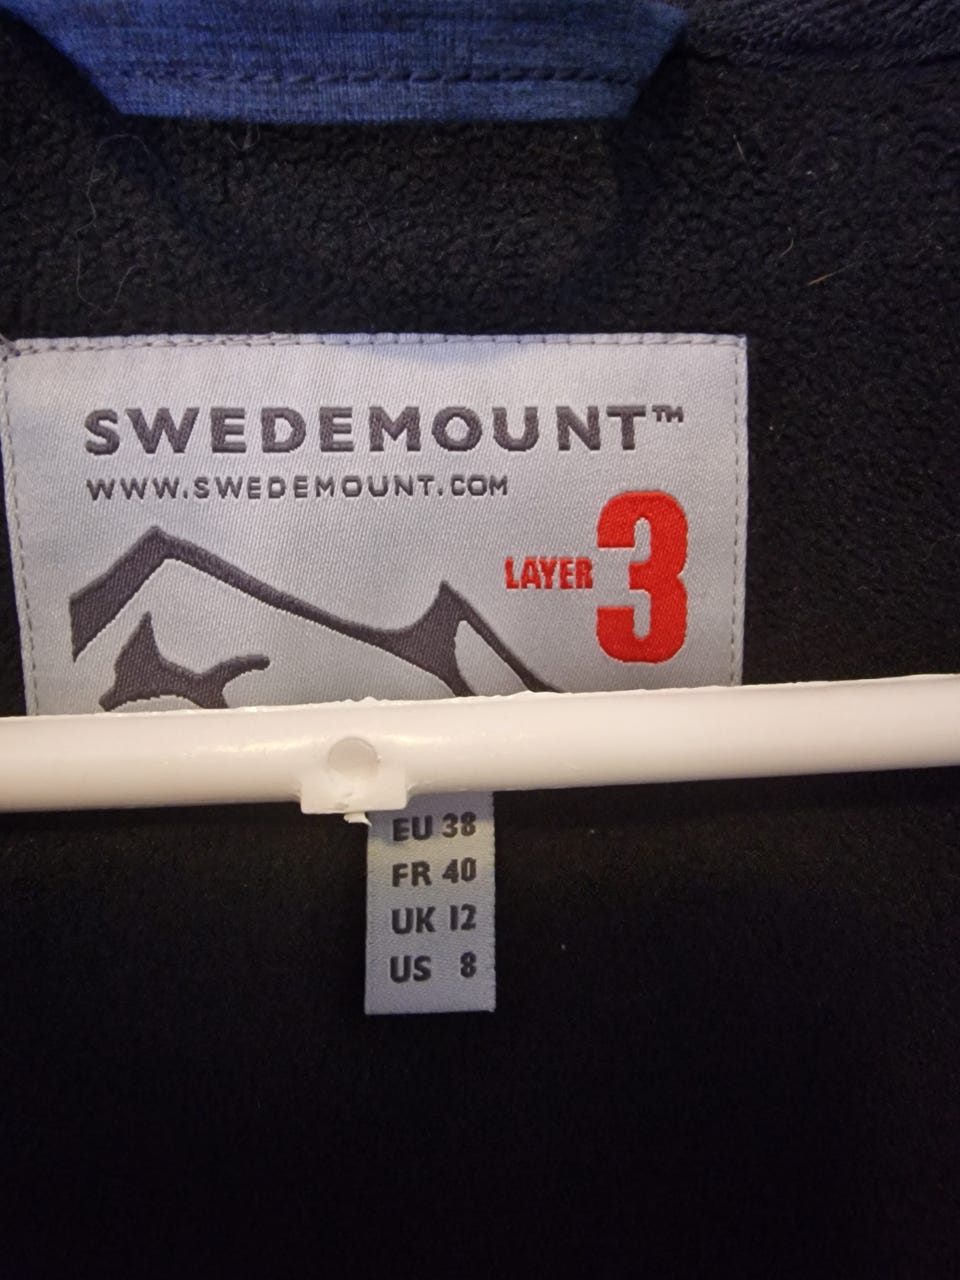 SWEDEMOUNT™
WWW.SWEDEMOUNT.COM
LAYER 3
EU 38
FR 40
UK 12
US 8